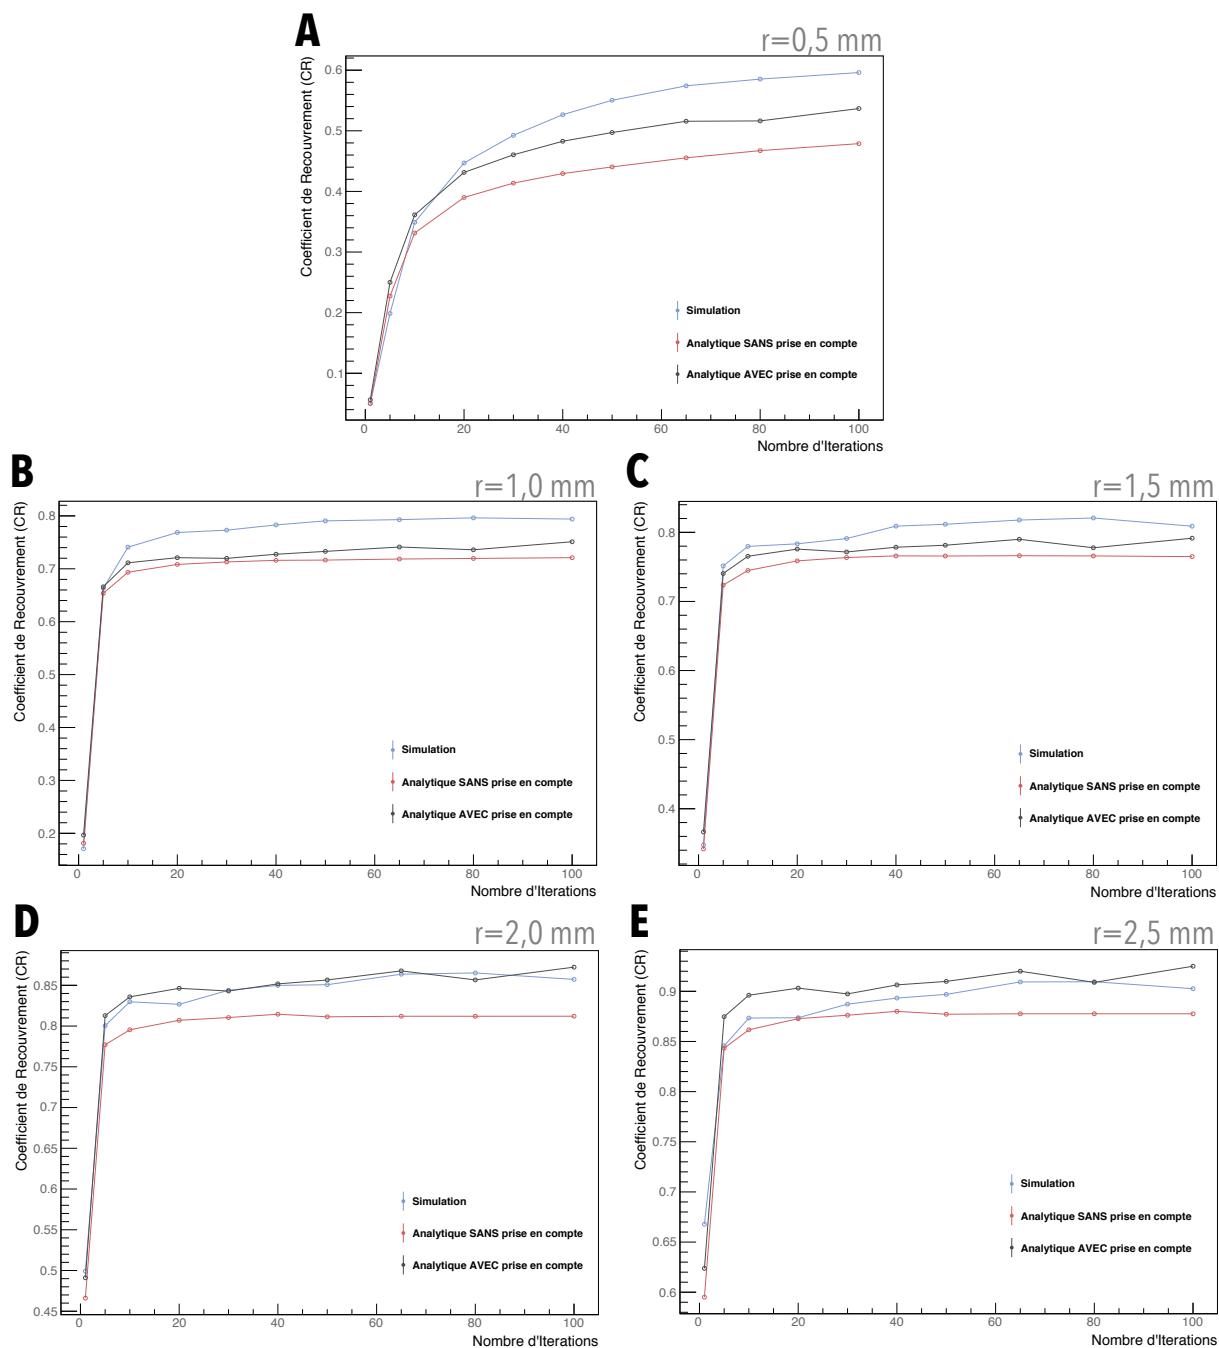 A
r=0,5 mm
Coefficient de Recouvrement (CR)
0.6
0.5
0.4
0.3
0.2
0.1
Simulation
Analytique SANS prise en compte
Analytique AVEC prise en compte
0 20 40 60 80 100
Nombre d'Iterations
B
r=1,0 mm
Coefficient de Recouvrement (CR)
0.8
0.7
0.6
0.5
0.4
0.3
0.2
Simulation
Analytique SANS prise en compte
Analytique AVEC prise en compte
0 20 40 60 80 100
Nombre d'Iterations
C
r=1,5 mm
Coefficient de Recouvrement (CR)
0.8
0.7
0.6
0.5
0.4
Simulation
Analytique SANS prise en compte
Analytique AVEC prise en compte
0 20 40 60 80 100
Nombre d'Iterations
D
r=2,0 mm
Coefficient de Recouvrement (CR)
0.85
0.8
0.75
0.7
0.65
0.6
0.55
0.5
0.45
Simulation
Analytique SANS prise en compte
Analytique AVEC prise en compte
0 20 40 60 80 100
Nombre d'Iterations
E
r=2,5 mm
Coefficient de Recouvrement (CR)
0.9
0.85
0.8
0.75
0.7
0.65
0.6
Simulation
Analytique SANS prise en compte
Analytique AVEC prise en compte
0 20 40 60 80 100
Nombre d'Iterations